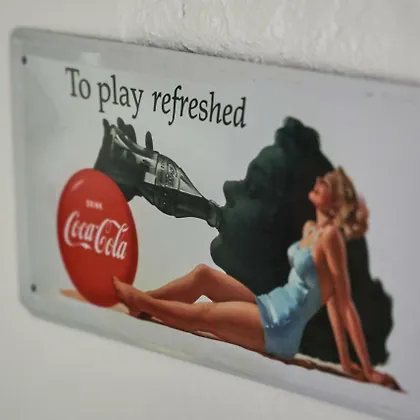 To play refreshed
DRINK
Coca-Cola